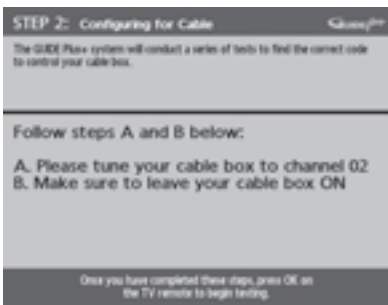 STEP 2: Configuring for Cable
The GUIDE Plus+ system will conduct a series of tests to find the correct code
to control your cable box.
Follow steps A and B below:
A. Please tune your cable box to channel 02
B. Make sure to leave your cable box ON
Once you have completed these steps, press OK on
the TV remote to begin testing.